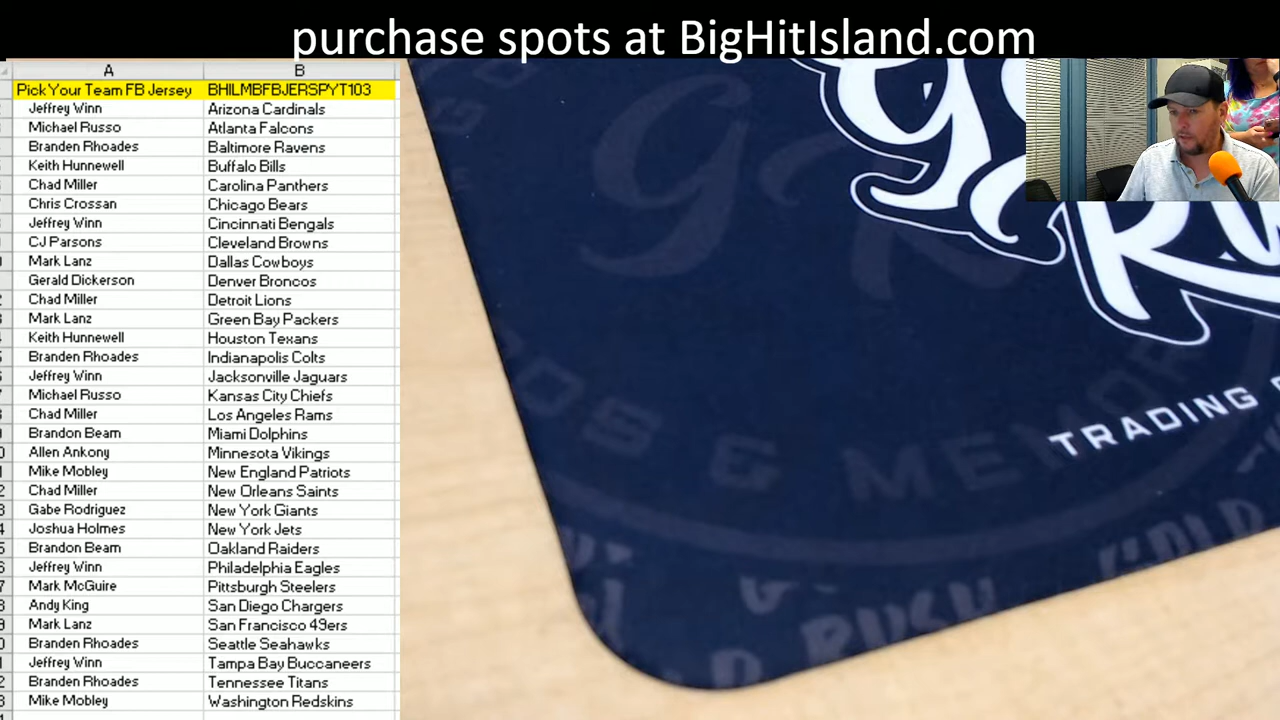 purchase spots at BigHitIsland.com
A B
Pick Your Team FB Jersey BHILMBFBJERSPYT103
Jeffrey Winn Arizona Cardinals
Michael Russo Atlanta Falcons
Branden Rhoades Baltimore Ravens
Keith Hunnewell Buffalo Bills
Chad Miller Carolina Panthers
Chris Crossan Chicago Bears
Jeffrey Winn Cincinnati Bengals
CJ Parsons Cleveland Browns
Mark Lanz Dallas Cowboys
Gerald Dickerson Denver Broncos
Chad Miller Detroit Lions
Mark Lanz Green Bay Packers
Keith Hunnewell Houston Texans
Branden Rhoades Indianapolis Colts
Jeffrey Winn Jacksonville Jaguars
Michael Russo Kansas City Chiefs
Chad Miller Los Angeles Rams
Brandon Beam Miami Dolphins
Allen Ankony Minnesota Vikings
Mike Mobley New England Patriots
Chad Miller New Orleans Saints
Gabe Rodriguez New York Giants
Joshua Holmes New York Jets
Brandon Beam Oakland Raiders
Jeffrey Winn Philadelphia Eagles
Mark McGuire Pittsburgh Steelers
Andy King San Diego Chargers
Mark Lanz San Francisco 49ers
Branden Rhoades Seattle Seahawks
Jeffrey Winn Tampa Bay Buccaneers
Branden Rhoades Tennessee Titans
Mike Mobley Washington Redskins
TRADING